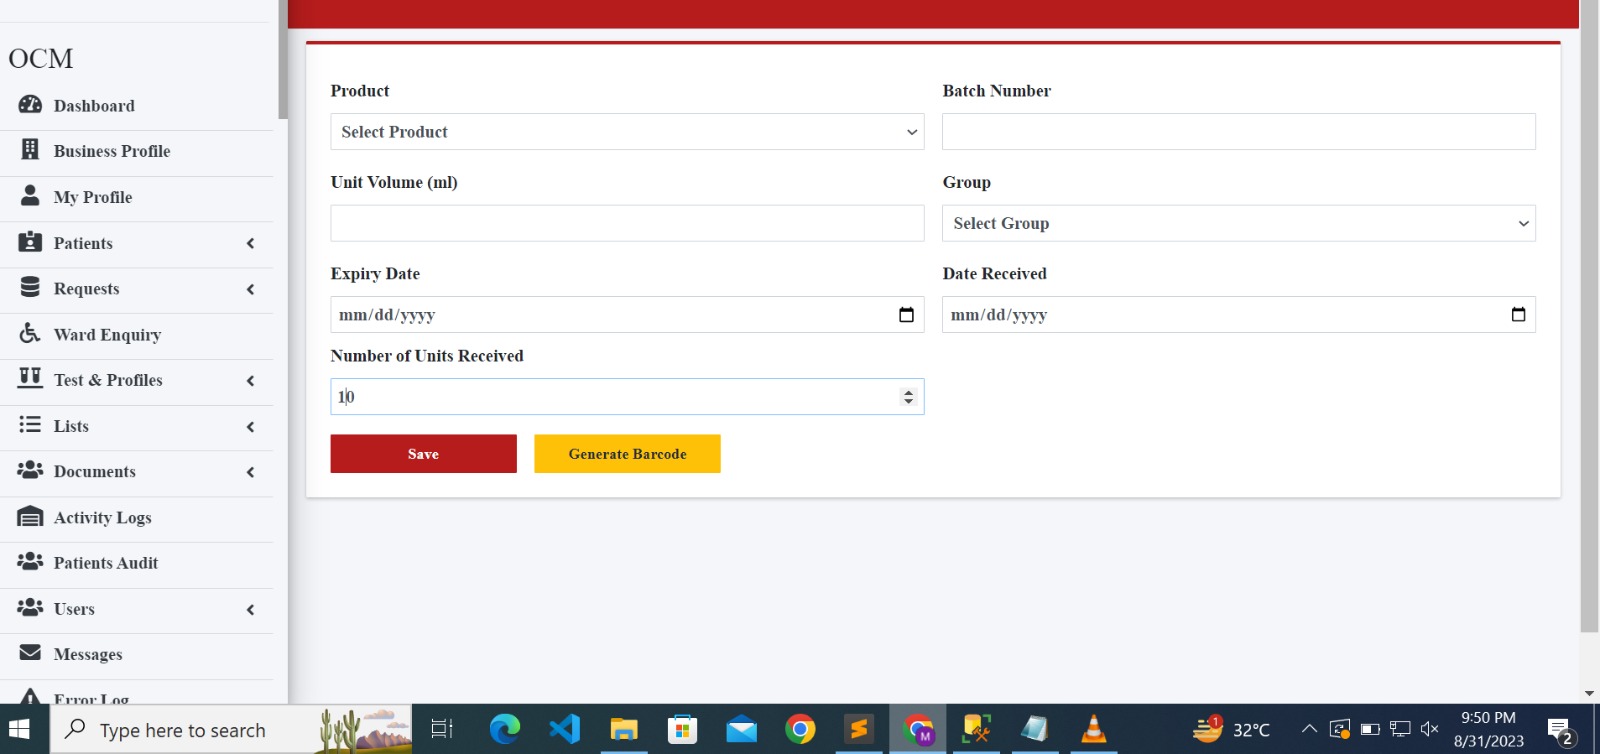 OCM
Dashboard
Business Profile
My Profile
Patients
Requests
Ward Enquiry
Test & Profiles
Lists
Documents
Activity Logs
Patients Audit
Users
Messages
Error Log
Product
Select Product
Batch Number
Unit Volume (ml)
Group
Select Group
Expiry Date
mm/dd/yyyy
Date Received
mm/dd/yyyy
Number of Units Received
10
Save
Generate Barcode
Type here to search
M
1
32°C
9:50 PM
8/31/2023
2